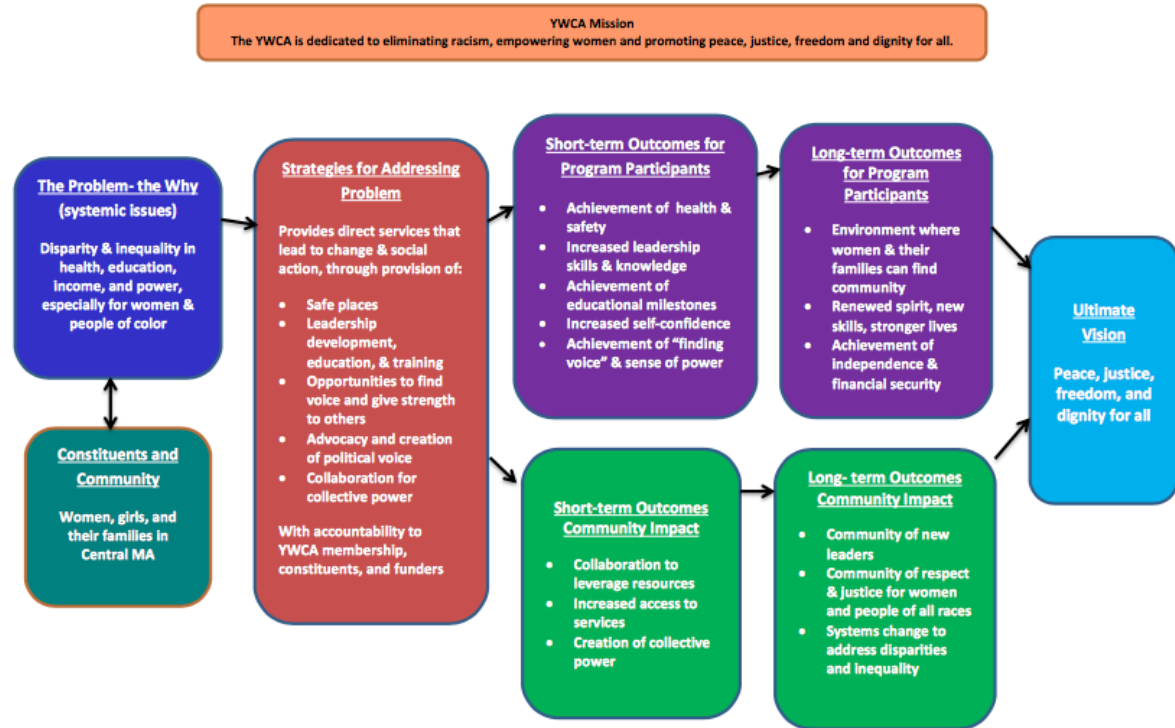 YWCA Mission
The YWCA is dedicated to eliminating racism, empowering women and promoting peace, justice, freedom and dignity for all.
The Problem- the Why
(systemic issues)
Disparity & inequality in
health, education,
income, and power,
especially for women &
people of color
Constituents and
Community
Women, girls, and
their families in
Central MA
Strategies for Addressing
Problem
Provides direct services that
lead to change & social
action, through provision of:
• Safe places
• Leadership
development,
education, & training
• Opportunities to find
voice and give strength
to others
• Advocacy and creation
of political voice
• Collaboration for
collective power
With accountability to
YWCA membership,
constituents, and funders
Short-term Outcomes for
Program Participants
• Achievement of health &
safety
• Increased leadership
skills & knowledge
• Achievement of
educational milestones
• Increased self-confidence
• Achievement of “finding
voice” & sense of power
Long-term Outcomes
for Program
Participants
• Environment where
women & their
families can find
community
• Renewed spirit, new
skills, stronger lives
• Achievement of
independence &
financial security
Short-term Outcomes
Community Impact
• Collaboration to
leverage resources
• Increased access to
services
• Creation of collective
power
Long- term Outcomes
Community Impact
• Community of new
leaders
• Community of respect
& justice for women
and people of all races
• Systems change to
address disparities
and inequality
Ultimate
Vision
Peace, justice,
freedom, and
dignity for all